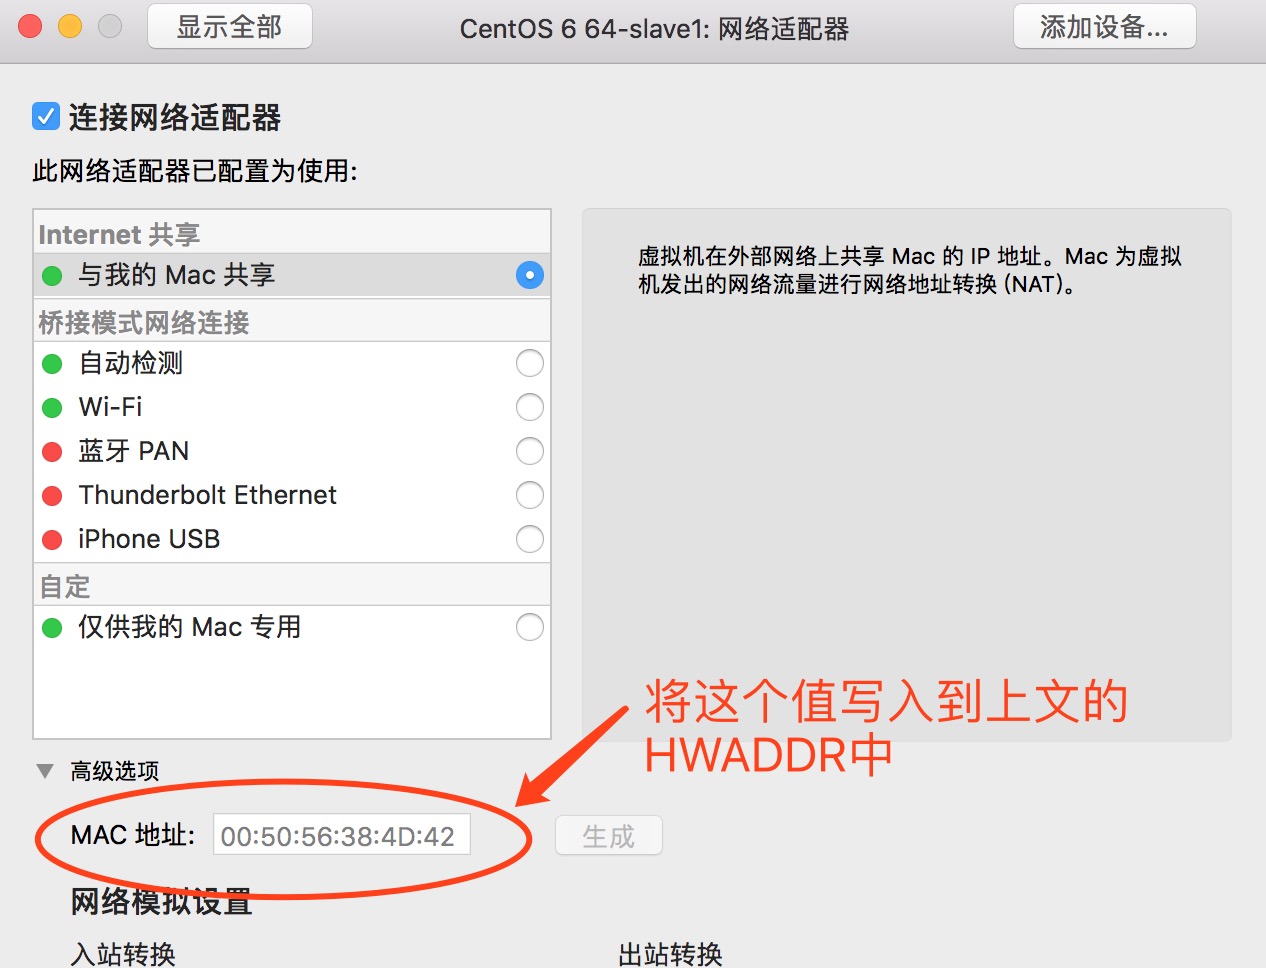 显示全部
CentOS 6 64-slave1: 网络适配器
添加设备...
连接网络适配器
此网络适配器已配置为使用:
Internet 共享
与我的 Mac 共享
桥接模式网络连接
自动检测
Wi-Fi
蓝牙 PAN
Thunderbolt Ethernet
iPhone USB
自定
仅供我的 Mac 专用
虚拟机在外部网络上共享 Mac 的 IP 地址。Mac 为虚拟
机发出的网络流量进行网络地址转换 (NAT)。
将这个值写入到上文的
HWADDR中
高级选项
MAC 地址: 00:50:56:38:4D:42
生成
网络模拟设置
入站转换
出站转换